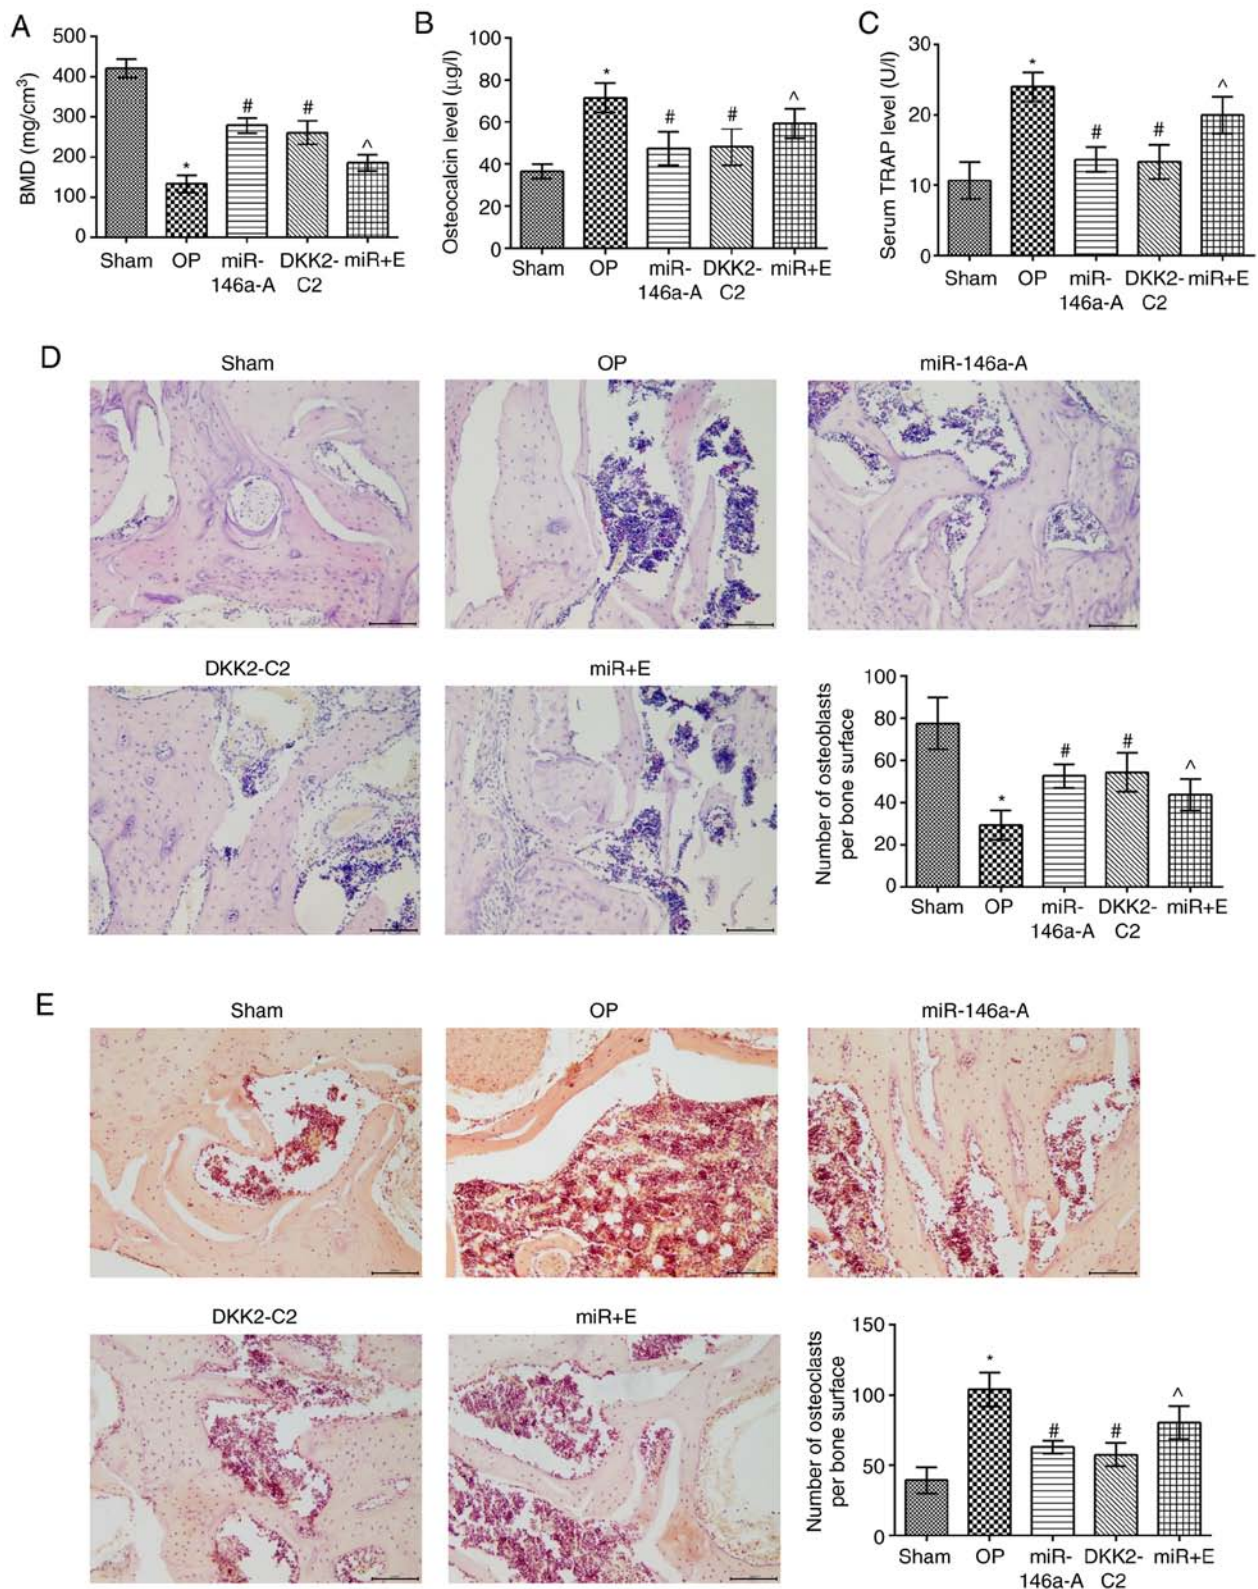 A
BMD (mg/cm³)
500
400
300
200
100
0
*
#
#
^
Sham OP miR- DKK2- miR+E
146a-A C2
B
Osteocalcin level (μg/l)
100
80
60
40
20
0
*
#
#
^
Sham OP miR- DKK2- miR+E
146a-A C2
C
Serum TRAP level (U/l)
30
20
10
0
*
#
#
^
Sham OP miR- DKK2- miR+E
146a-A C2
D
Sham OP miR-146a-A
DKK2-C2 miR+E
Number of osteoblasts
per bone surface
100
80
60
40
20
0
*
#
#
^
Sham OP miR- DKK2- miR+E
146a-A C2
E
Sham OP miR-146a-A
DKK2-C2 miR+E
Number of osteoclasts
per bone surface
150
100
50
0
*
#
#
^
Sham OP miR- DKK2- miR+E
146a-A C2